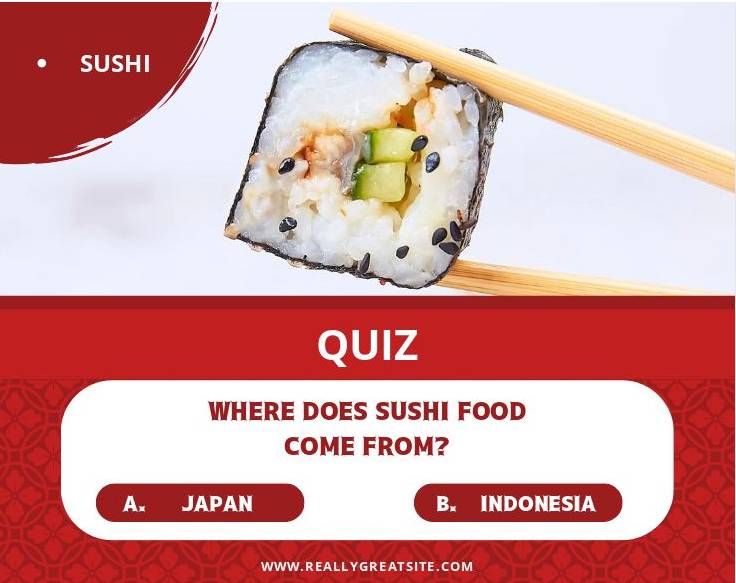 • SUSHI
QUIZ
WHERE DOES SUSHI FOOD
COME FROM?
A. JAPAN
B. INDONESIA
WWW.REALLYGREATSITE.COM